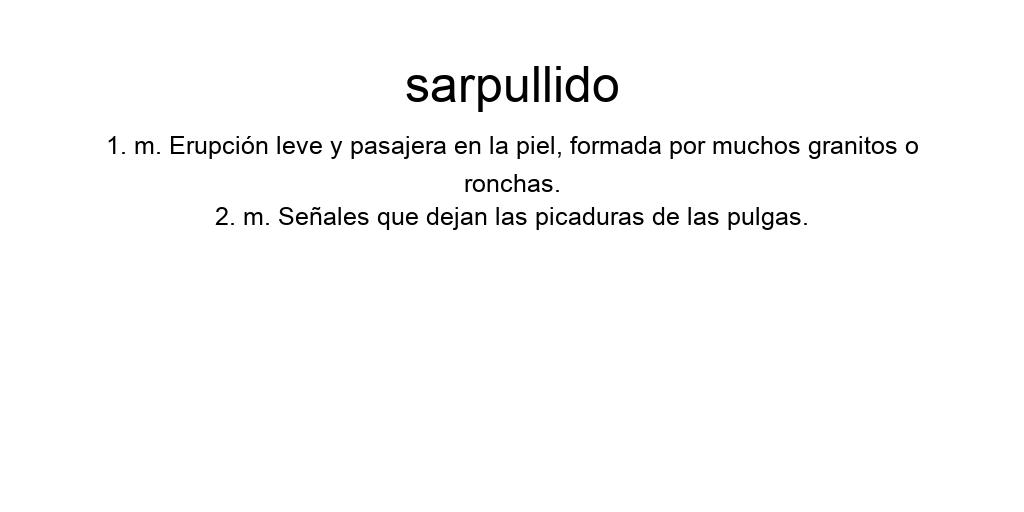 sarpullido
1. m. Erupción leve y pasajera en la piel, formada por muchos granitos o
ronchas.
2. m. Señales que dejan las picaduras de las pulgas.